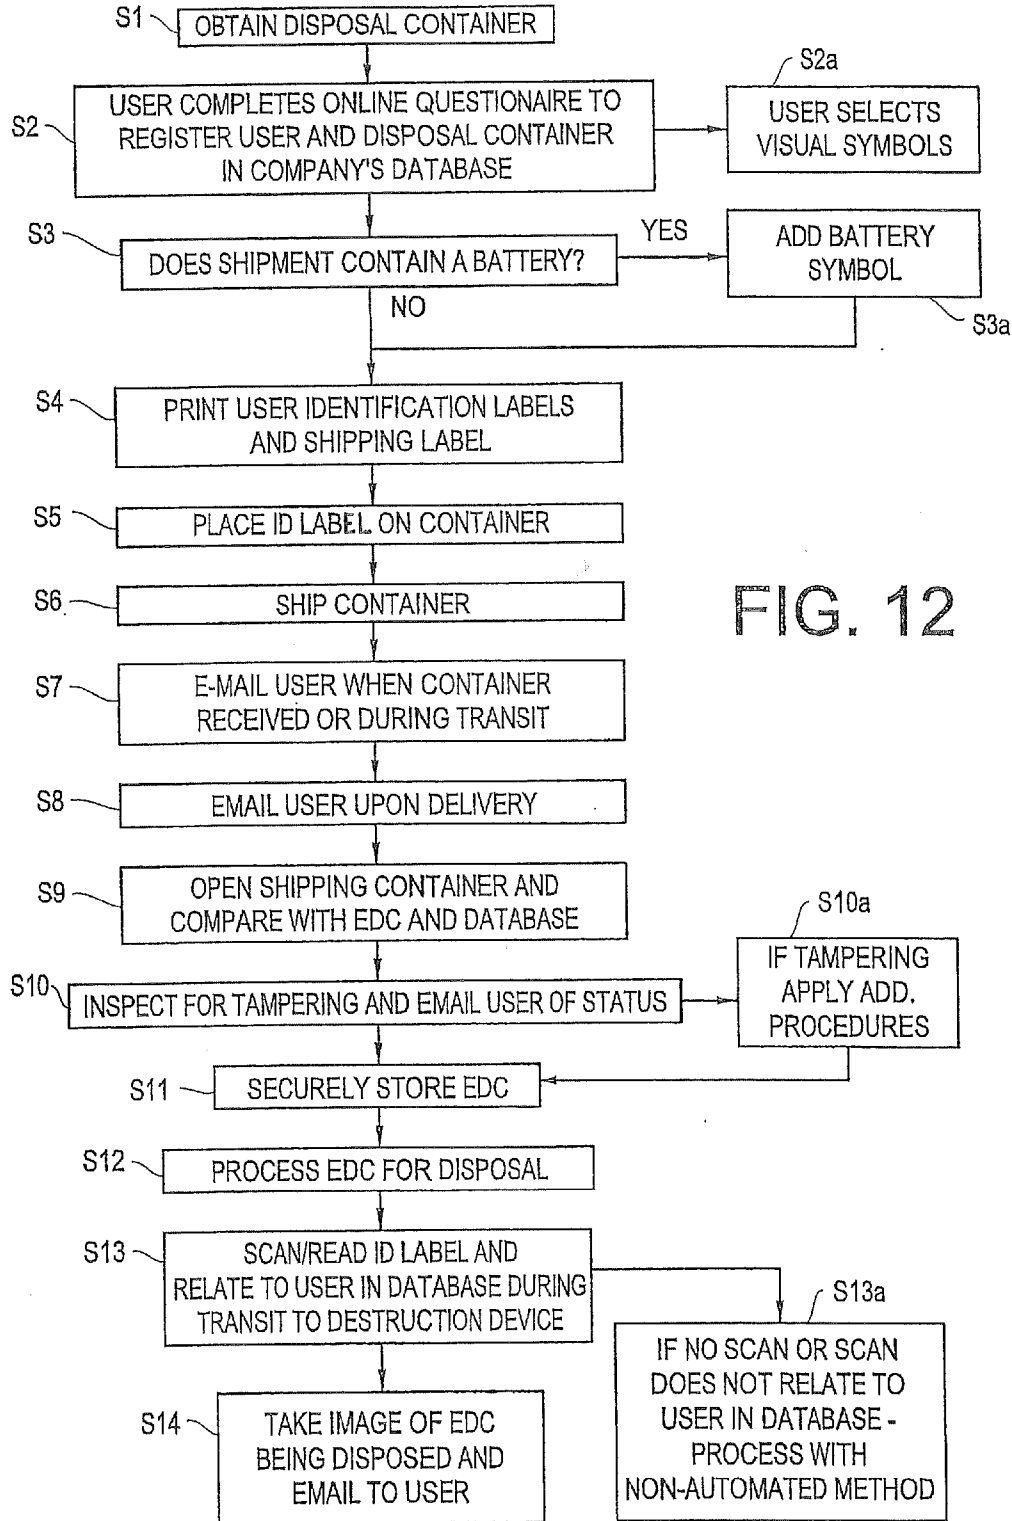 S1
OBTAIN DISPOSAL CONTAINER
S2
USER COMPLETES ONLINE QUESTIONAIRE TO
REGISTER USER AND DISPOSAL CONTAINER
IN COMPANY'S DATABASE
S2a
USER SELECTS
VISUAL SYMBOLS
S3
DOES SHIPMENT CONTAIN A BATTERY?
YES
NO
ADD BATTERY
SYMBOL
S3a
S4
PRINT USER IDENTIFICATION LABELS
AND SHIPPING LABEL
S5
PLACE ID LABEL ON CONTAINER
S6
SHIP CONTAINER
FIG. 12
S7
E-MAIL USER WHEN CONTAINER
RECEIVED OR DURING TRANSIT
S8
EMAIL USER UPON DELIVERY
S9
OPEN SHIPPING CONTAINER AND
COMPARE WITH EDC AND DATABASE
S10
INSPECT FOR TAMPERING AND EMAIL USER OF STATUS
S10a
IF TAMPERING
APPLY ADD.
PROCEDURES
S11
SECURELY STORE EDC
S12
PROCESS EDC FOR DISPOSAL
S13
SCAN/READ ID LABEL AND
RELATE TO USER IN DATABASE DURING
TRANSIT TO DESTRUCTION DEVICE
S13a
IF NO SCAN OR SCAN
DOES NOT RELATE TO
USER IN DATABASE -
PROCESS WITH
NON-AUTOMATED METHOD
S14
TAKE IMAGE OF EDC
BEING DISPOSED AND
EMAIL TO USER